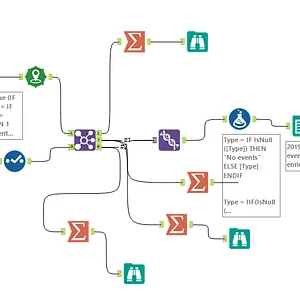 ue (IF
= IF
=
N 1
ent...
#1
#2
Type = IF IsNull
([Type]) THEN
"No events"
ELSE [Type]
ENDIF
Type = IIF(IsNull
(...
2019
even
enric